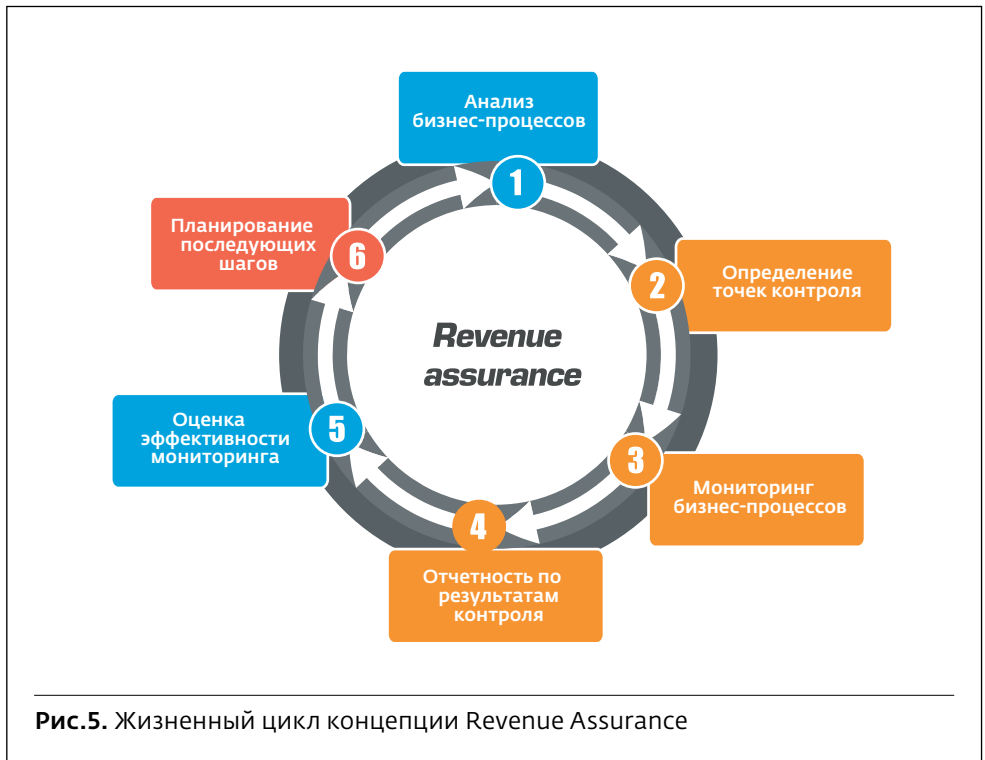 Анализ
бизнес-процессов
1
Определение
точек контроля
2
Мониторинг
бизнес-процессов
3
Отчетность по
результатам
контроля
4
Оценка
эффективности
мониторинга
5
Планирование
последующих
шагов
6
Revenue
assurance
Рис.5. Жизненный цикл концепции Revenue Assurance